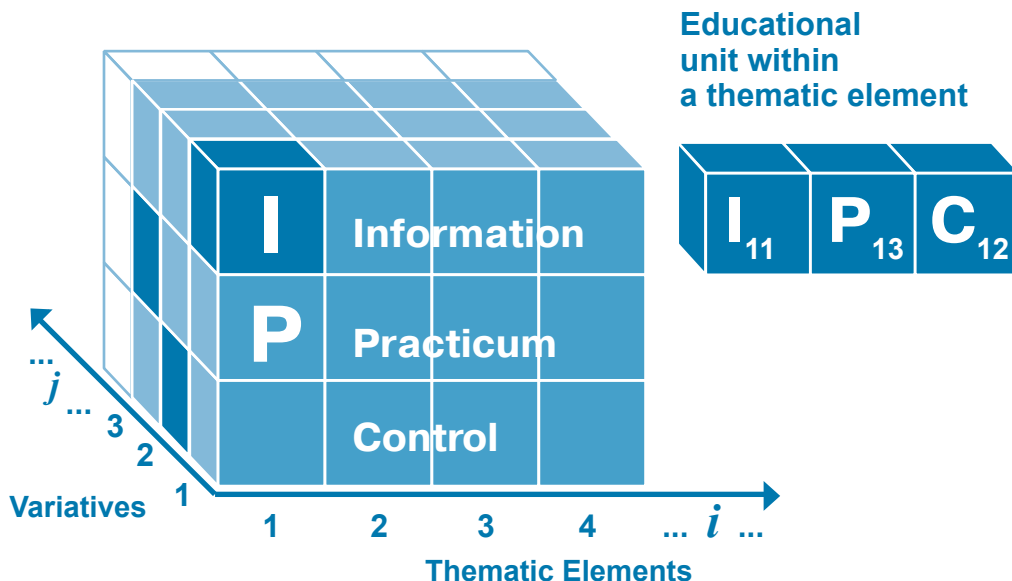 Educational
unit within
a thematic element
I Information
P Practicum
Control
I11 P13 C12
... j ... 3 2 1
Variatives
1 2 3 4 ... i ...
Thematic Elements